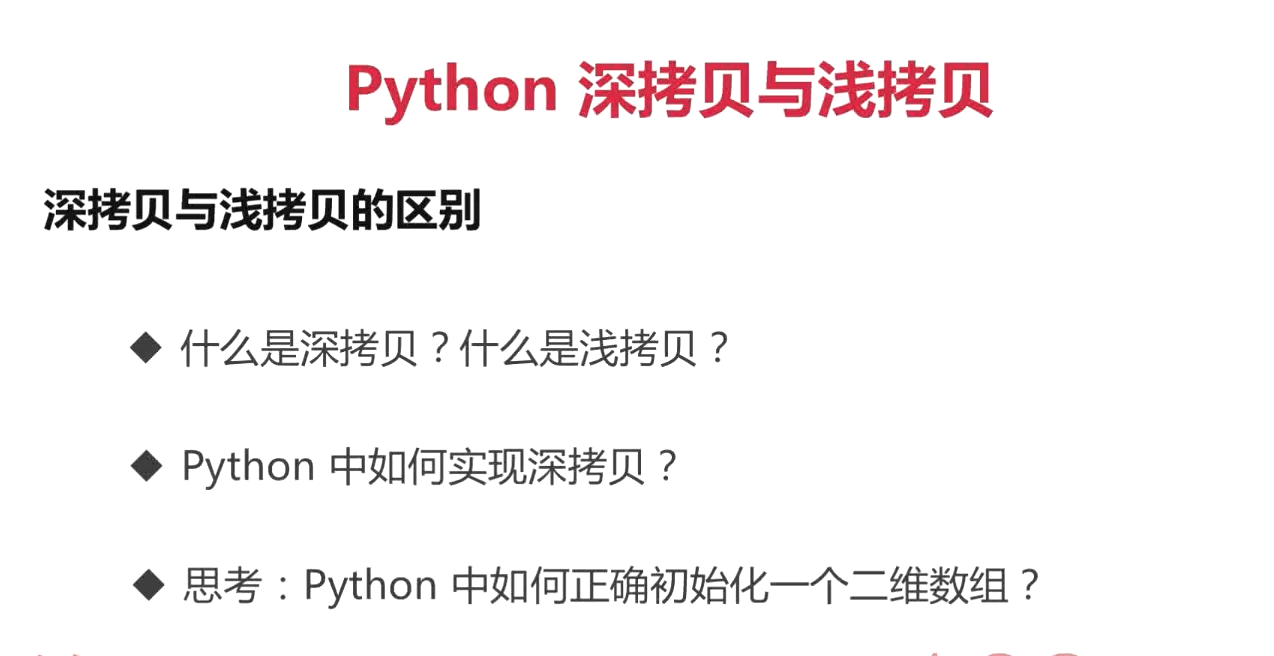 Python 深拷贝与浅拷贝
深拷贝与浅拷贝的区别
◆ 什么是深拷贝？什么是浅拷贝？
◆ Python 中如何实现深拷贝？
◆ 思考：Python 中如何正确初始化一个二维数组？